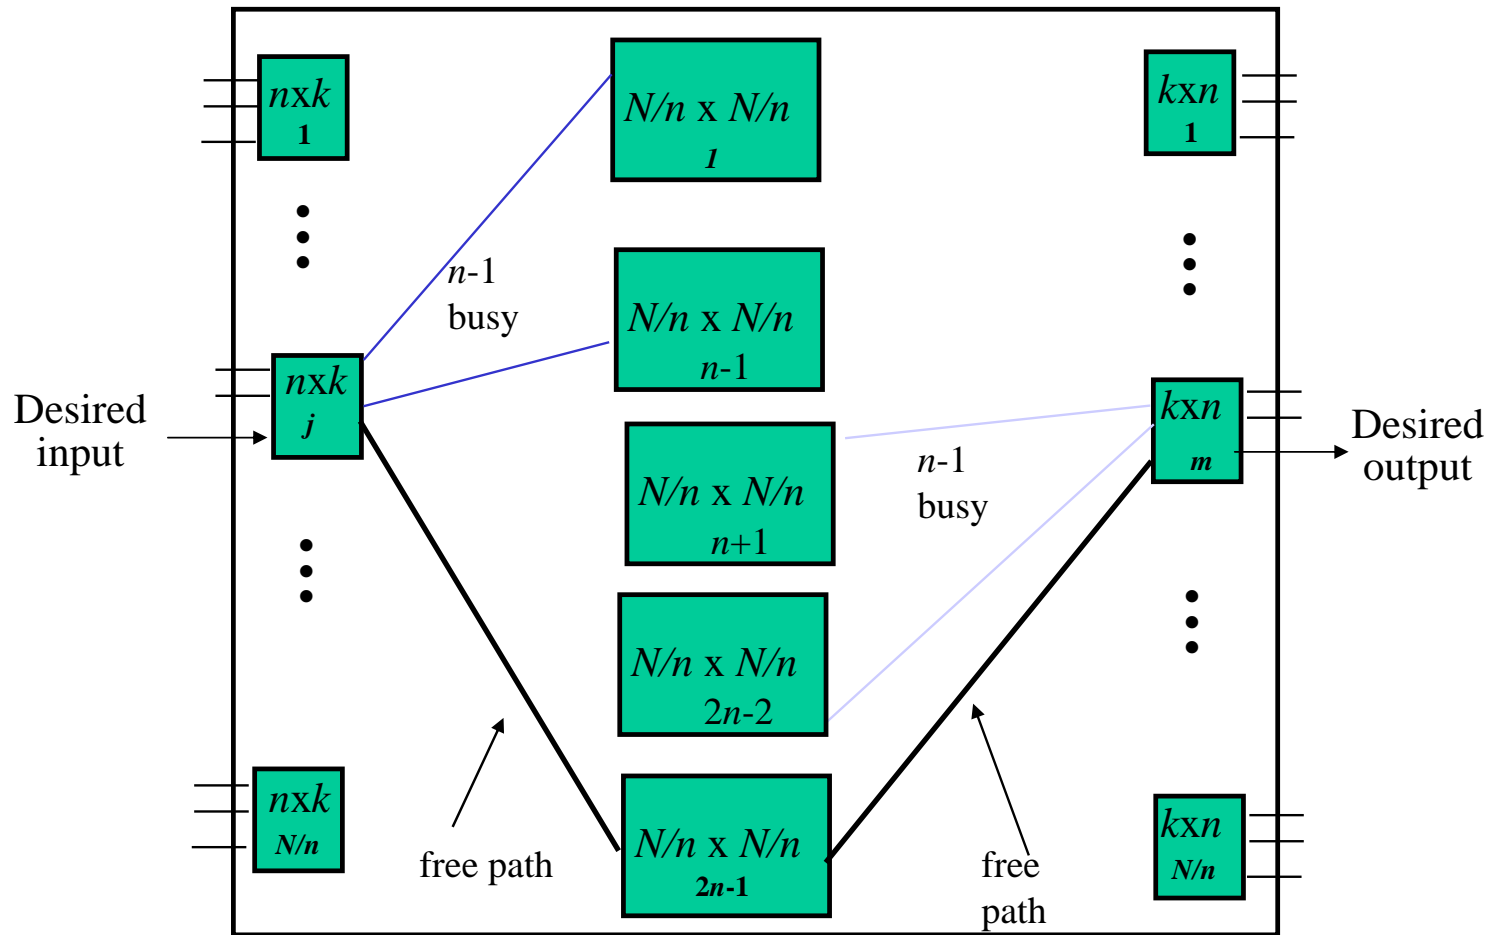 nxk
1
N/n x N/n
1
kxn
1
n-1
busy
N/n x N/n
n-1
Desired
input
nxk
j
kxn
m
Desired
output
N/n x N/n
n+1
n-1
busy
N/n x N/n
2n-2
nxk
N/n
free path
N/n x N/n
2n-1
free
path
kxn
N/n